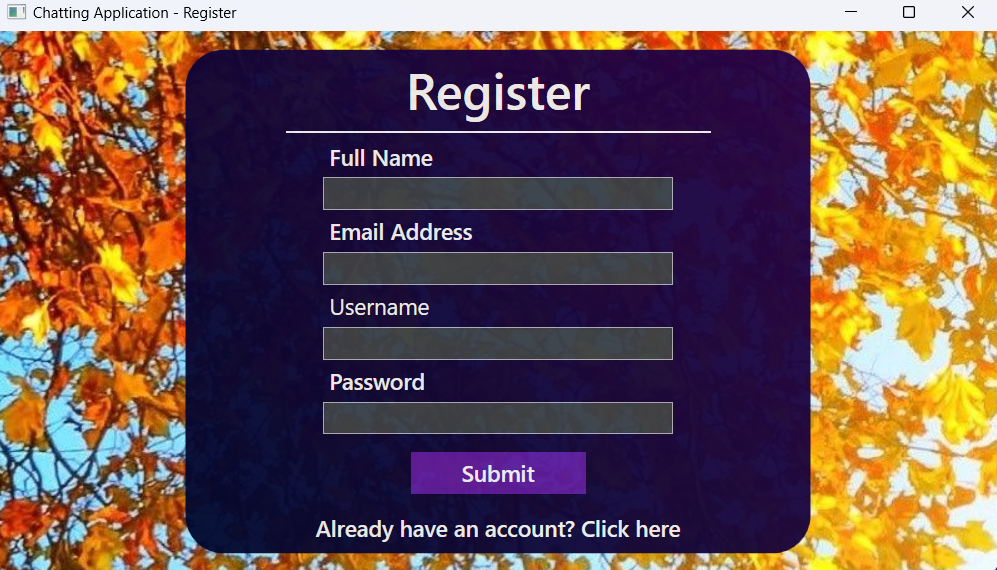 Chatting Application - Register
Register
Full Name
Email Address
Username
Password
Submit
Already have an account? Click here